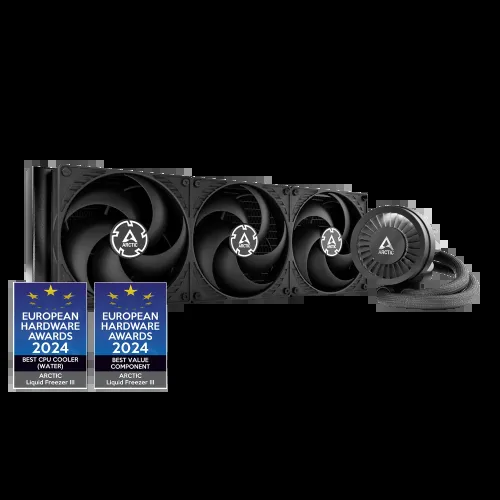 ARCTIC
ARCTIC
ARCTIC
ARCTIC
EUROPEAN
HARDWARE
AWARDS
2024
BEST CPU COOLER
(WATER)
ARCTIC
Liquid Freezer III
EUROPEAN
HARDWARE
AWARDS
2024
BEST VALUE
COMPONENT
ARCTIC
Liquid Freezer III